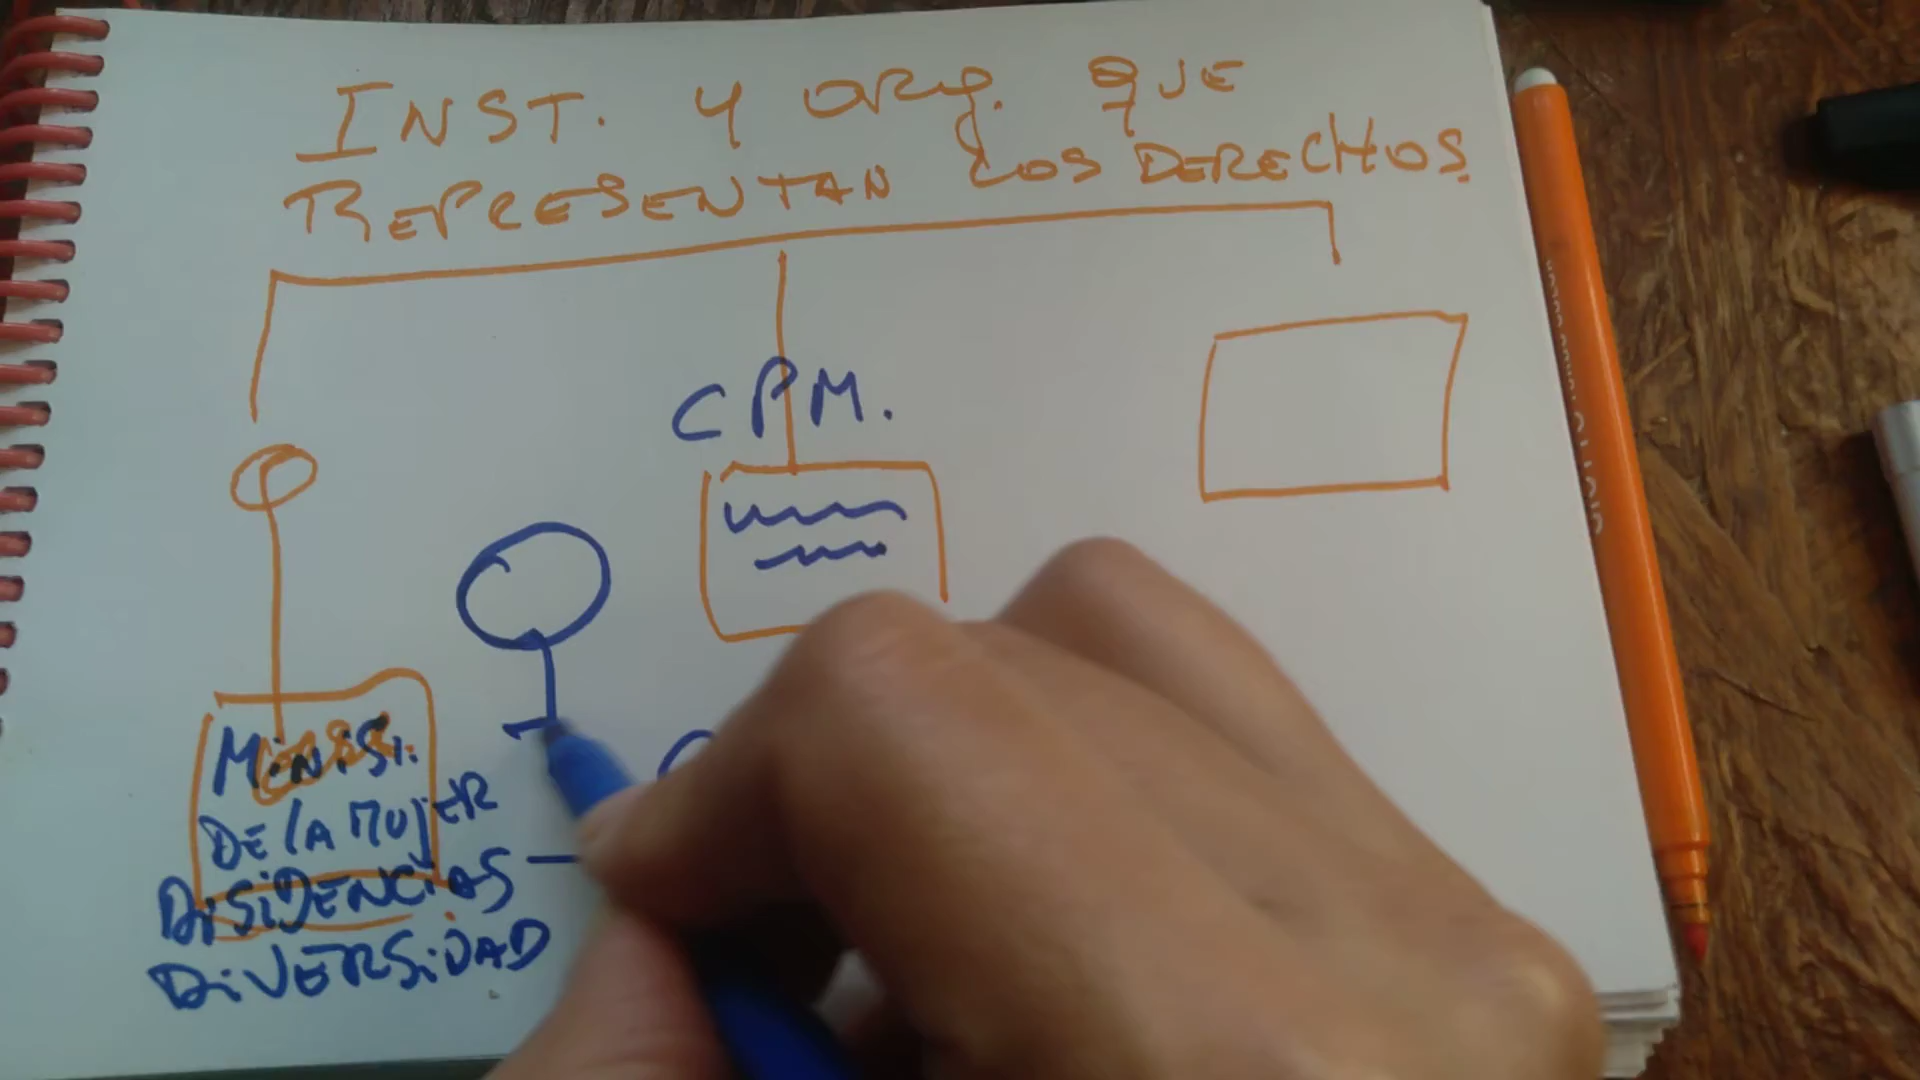 INST. Y ORg. QUE
REPRESENTAN LOS DERECHOS.
CPM.
MiNiSt.
DE LA MUJER
DiSiDENCiAS
DiVERSiDAD